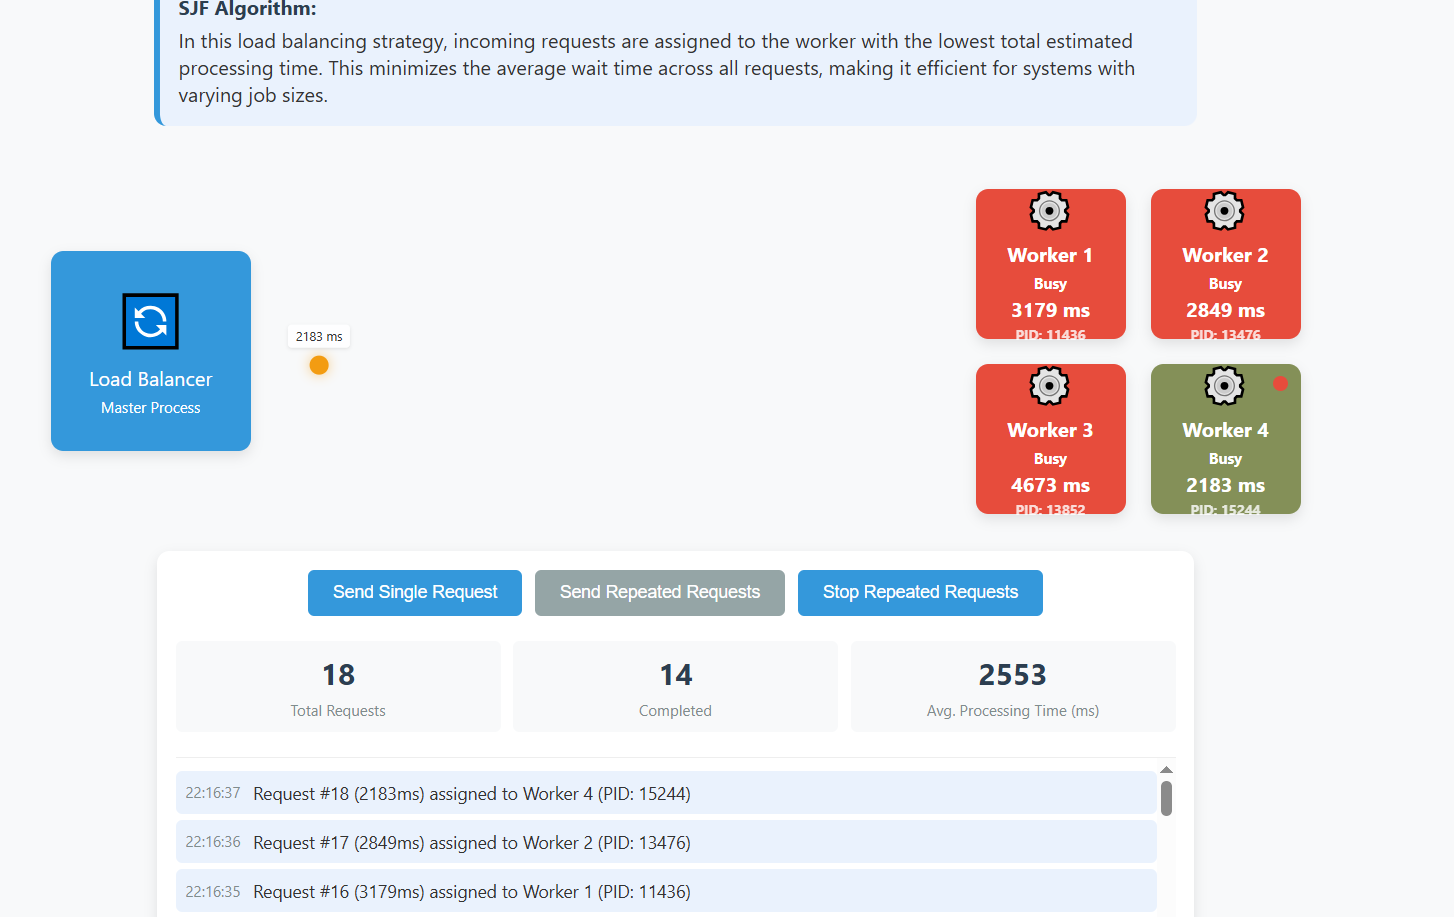 SJF Algorithm:
In this load balancing strategy, incoming requests are assigned to the worker with the lowest total estimated
processing time. This minimizes the average wait time across all requests, making it efficient for systems with
varying job sizes.
Load Balancer
Master Process
2183 ms
Worker 1
Busy
3179 ms
PID: 11436
Worker 2
Busy
2849 ms
PID: 13476
Worker 3
Busy
4673 ms
PID: 13852
Worker 4
Busy
2183 ms
PID: 15244
Send Single Request
Send Repeated Requests
Stop Repeated Requests
18
Total Requests
14
Completed
2553
Avg. Processing Time (ms)
22:16:37 Request #18 (2183ms) assigned to Worker 4 (PID: 15244)
22:16:36 Request #17 (2849ms) assigned to Worker 2 (PID: 13476)
22:16:35 Request #16 (3179ms) assigned to Worker 1 (PID: 11436)